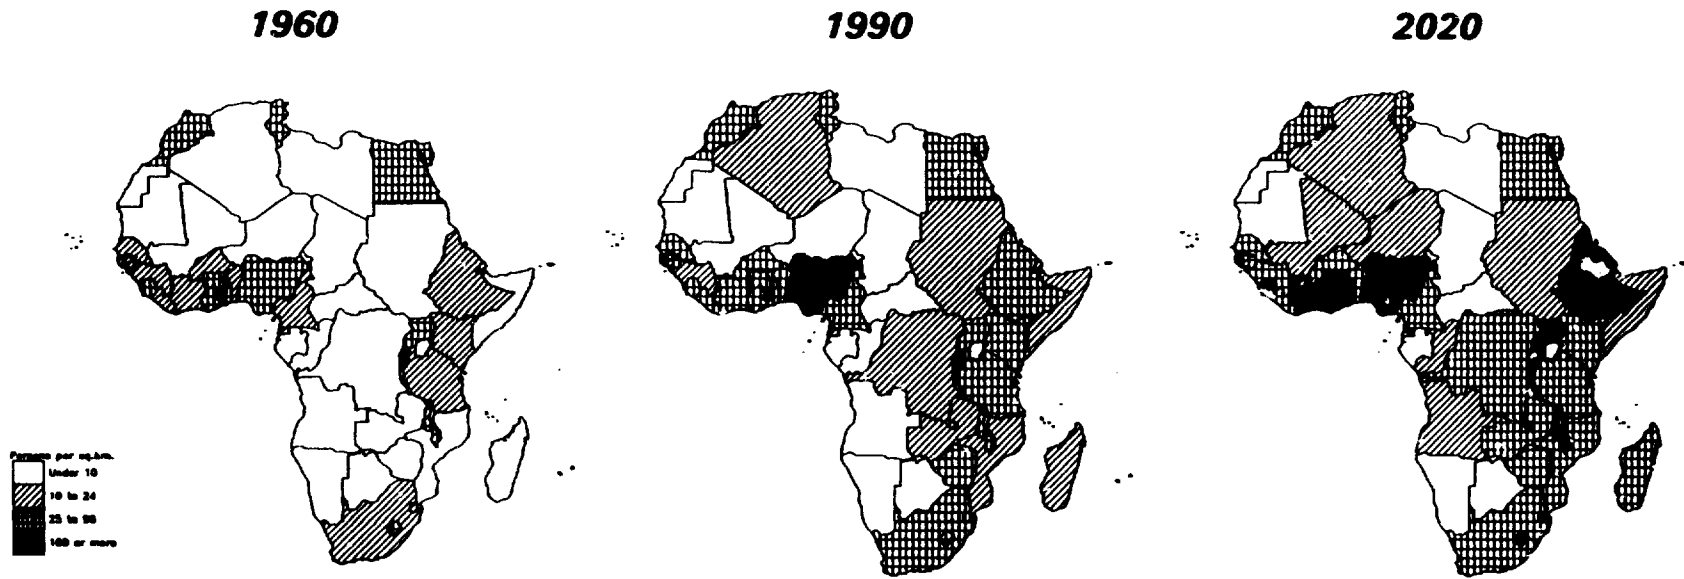 1960
1990
2020
Persons per sq.km.
Under 10
10 to 24
25 to 99
100 or more